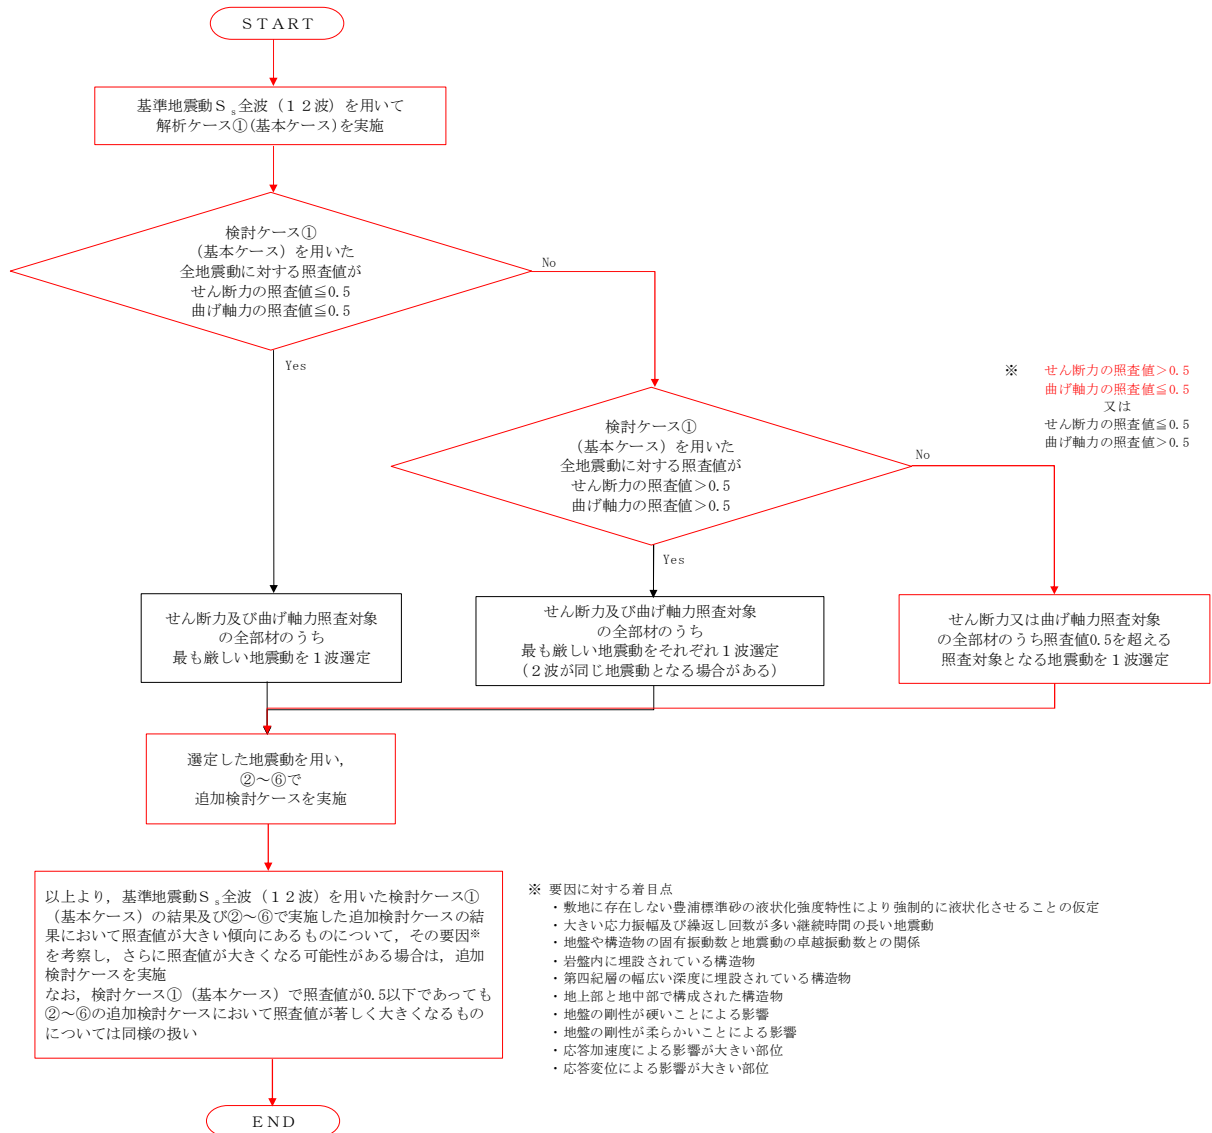 ＳＴＡＲＴ
基準地震動Ｓｓ全波（１２波）を用いて
解析ケース①(基本ケース)を実施
検討ケース①
（基本ケース）を用いた
全地震動に対する照査値が
せん断力の照査値≦0.5
曲げ軸力の照査値≦0.5
No
Yes
※ せん断力の照査値＞0.5
曲げ軸力の照査値≦0.5
又は
せん断力の照査値≦0.5
曲げ軸力の照査値＞0.5
検討ケース①
（基本ケース）を用いた
全地震動に対する照査値が
せん断力の照査値＞0.5
曲げ軸力の照査値＞0.5
No
Yes
せん断力及び曲げ軸力照査対象
の全部材のうち
最も厳しい地震動を１波選定
せん断力及び曲げ軸力照査対象
の全部材のうち
最も厳しい地震動をそれぞれ１波選定
（２波が同じ地震動となる場合がある）
せん断力又は曲げ軸力照査対象
の全部材のうち照査値0.5を超える
照査対象となる地震動を１波選定
選定した地震動を用い，
②～⑥で
追加検討ケースを実施
以上より，基準地震動Ｓｓ全波（１２波）を用いた検討ケース①
（基本ケース）の結果及び②～⑥で実施した追加検討ケースの結
果において照査値が大きい傾向にあるものについて，その要因※
を考察し，さらに照査値が大きくなる可能性がある場合は，追加
検討ケースを実施
なお，検討ケース①（基本ケース）で照査値が0.5以下であっても
②～⑥の追加検討ケースにおいて照査値が著しく大きくなるもの
については同様の扱い
※ 要因に対する着目点
・敷地に存在しない豊浦標準砂の液状化強度特性により強制的に液状化させることの仮定
・大きい応力振幅及び繰返し回数が多い継続時間の長い地震動
・地盤や構造物の固有振動数と地震動の卓越振動数との関係
・岩盤内に埋設されている構造物
・第四紀層の幅広い深度に埋設されている構造物
・地上部と地中部で構成された構造物
・地盤の剛性が硬いことによる影響
・地盤の剛性が柔らかいことによる影響
・応答加速度による影響が大きい部位
・応答変位による影響が大きい部位
ＥＮＤ